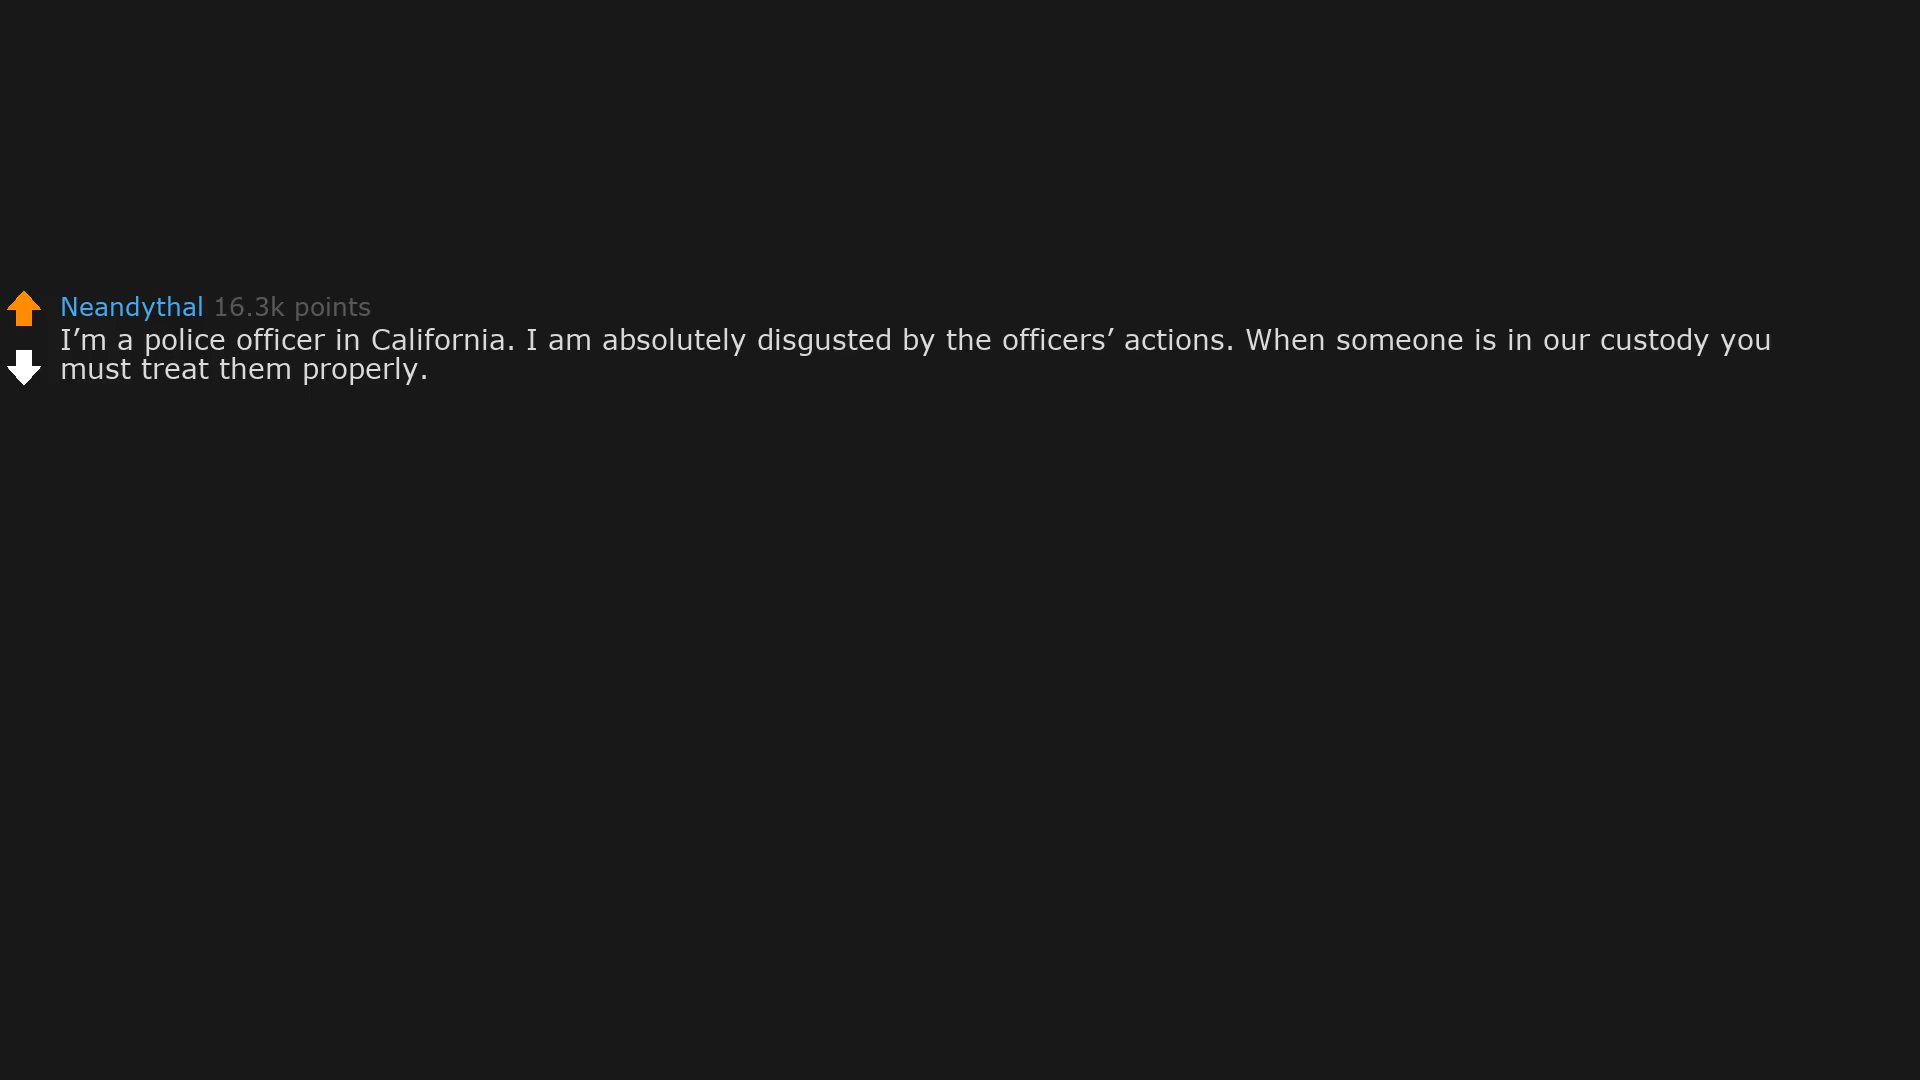 Neandythal 16.3k points
I’m a police officer in California. I am absolutely disgusted by the officers’ actions. When someone is in our custody you
must treat them properly.